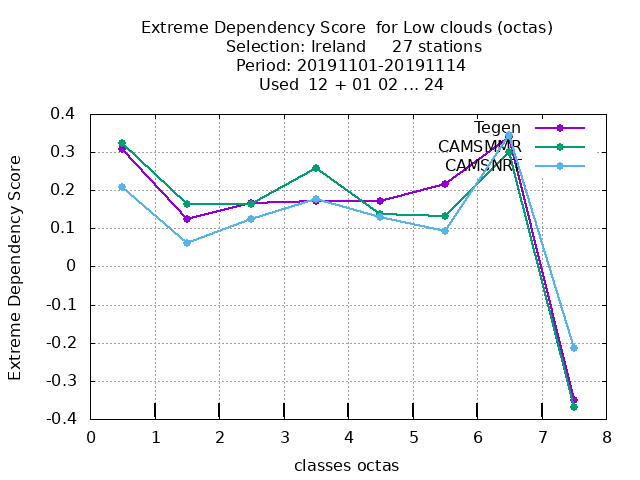 Extreme Dependency Score  for Low clouds (octas)
Selection: Ireland     27 stations
Period: 20191101-20191114
Used  12 + 01 02 ... 24
Tegen
CAMSMMR
CAMSNRT
0.4
0.3
0.2
0.1
0
-0.1
-0.2
-0.3
-0.4
Extreme Dependency Score
0 1 2 3 4 5 6 7 8
classes octas